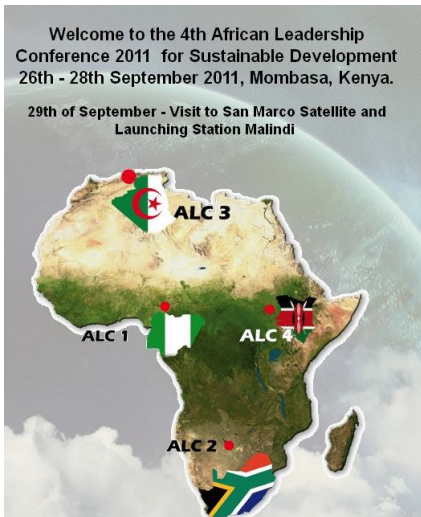 Welcome to the 4th African Leadership
Conference 2011 for Sustainable Development
26th - 28th September 2011, Mombasa, Kenya.
29th of September - Visit to San Marco Satellite and
Launching Station Malindi
ALC 3
ALC 1
ALC 4
ALC 2